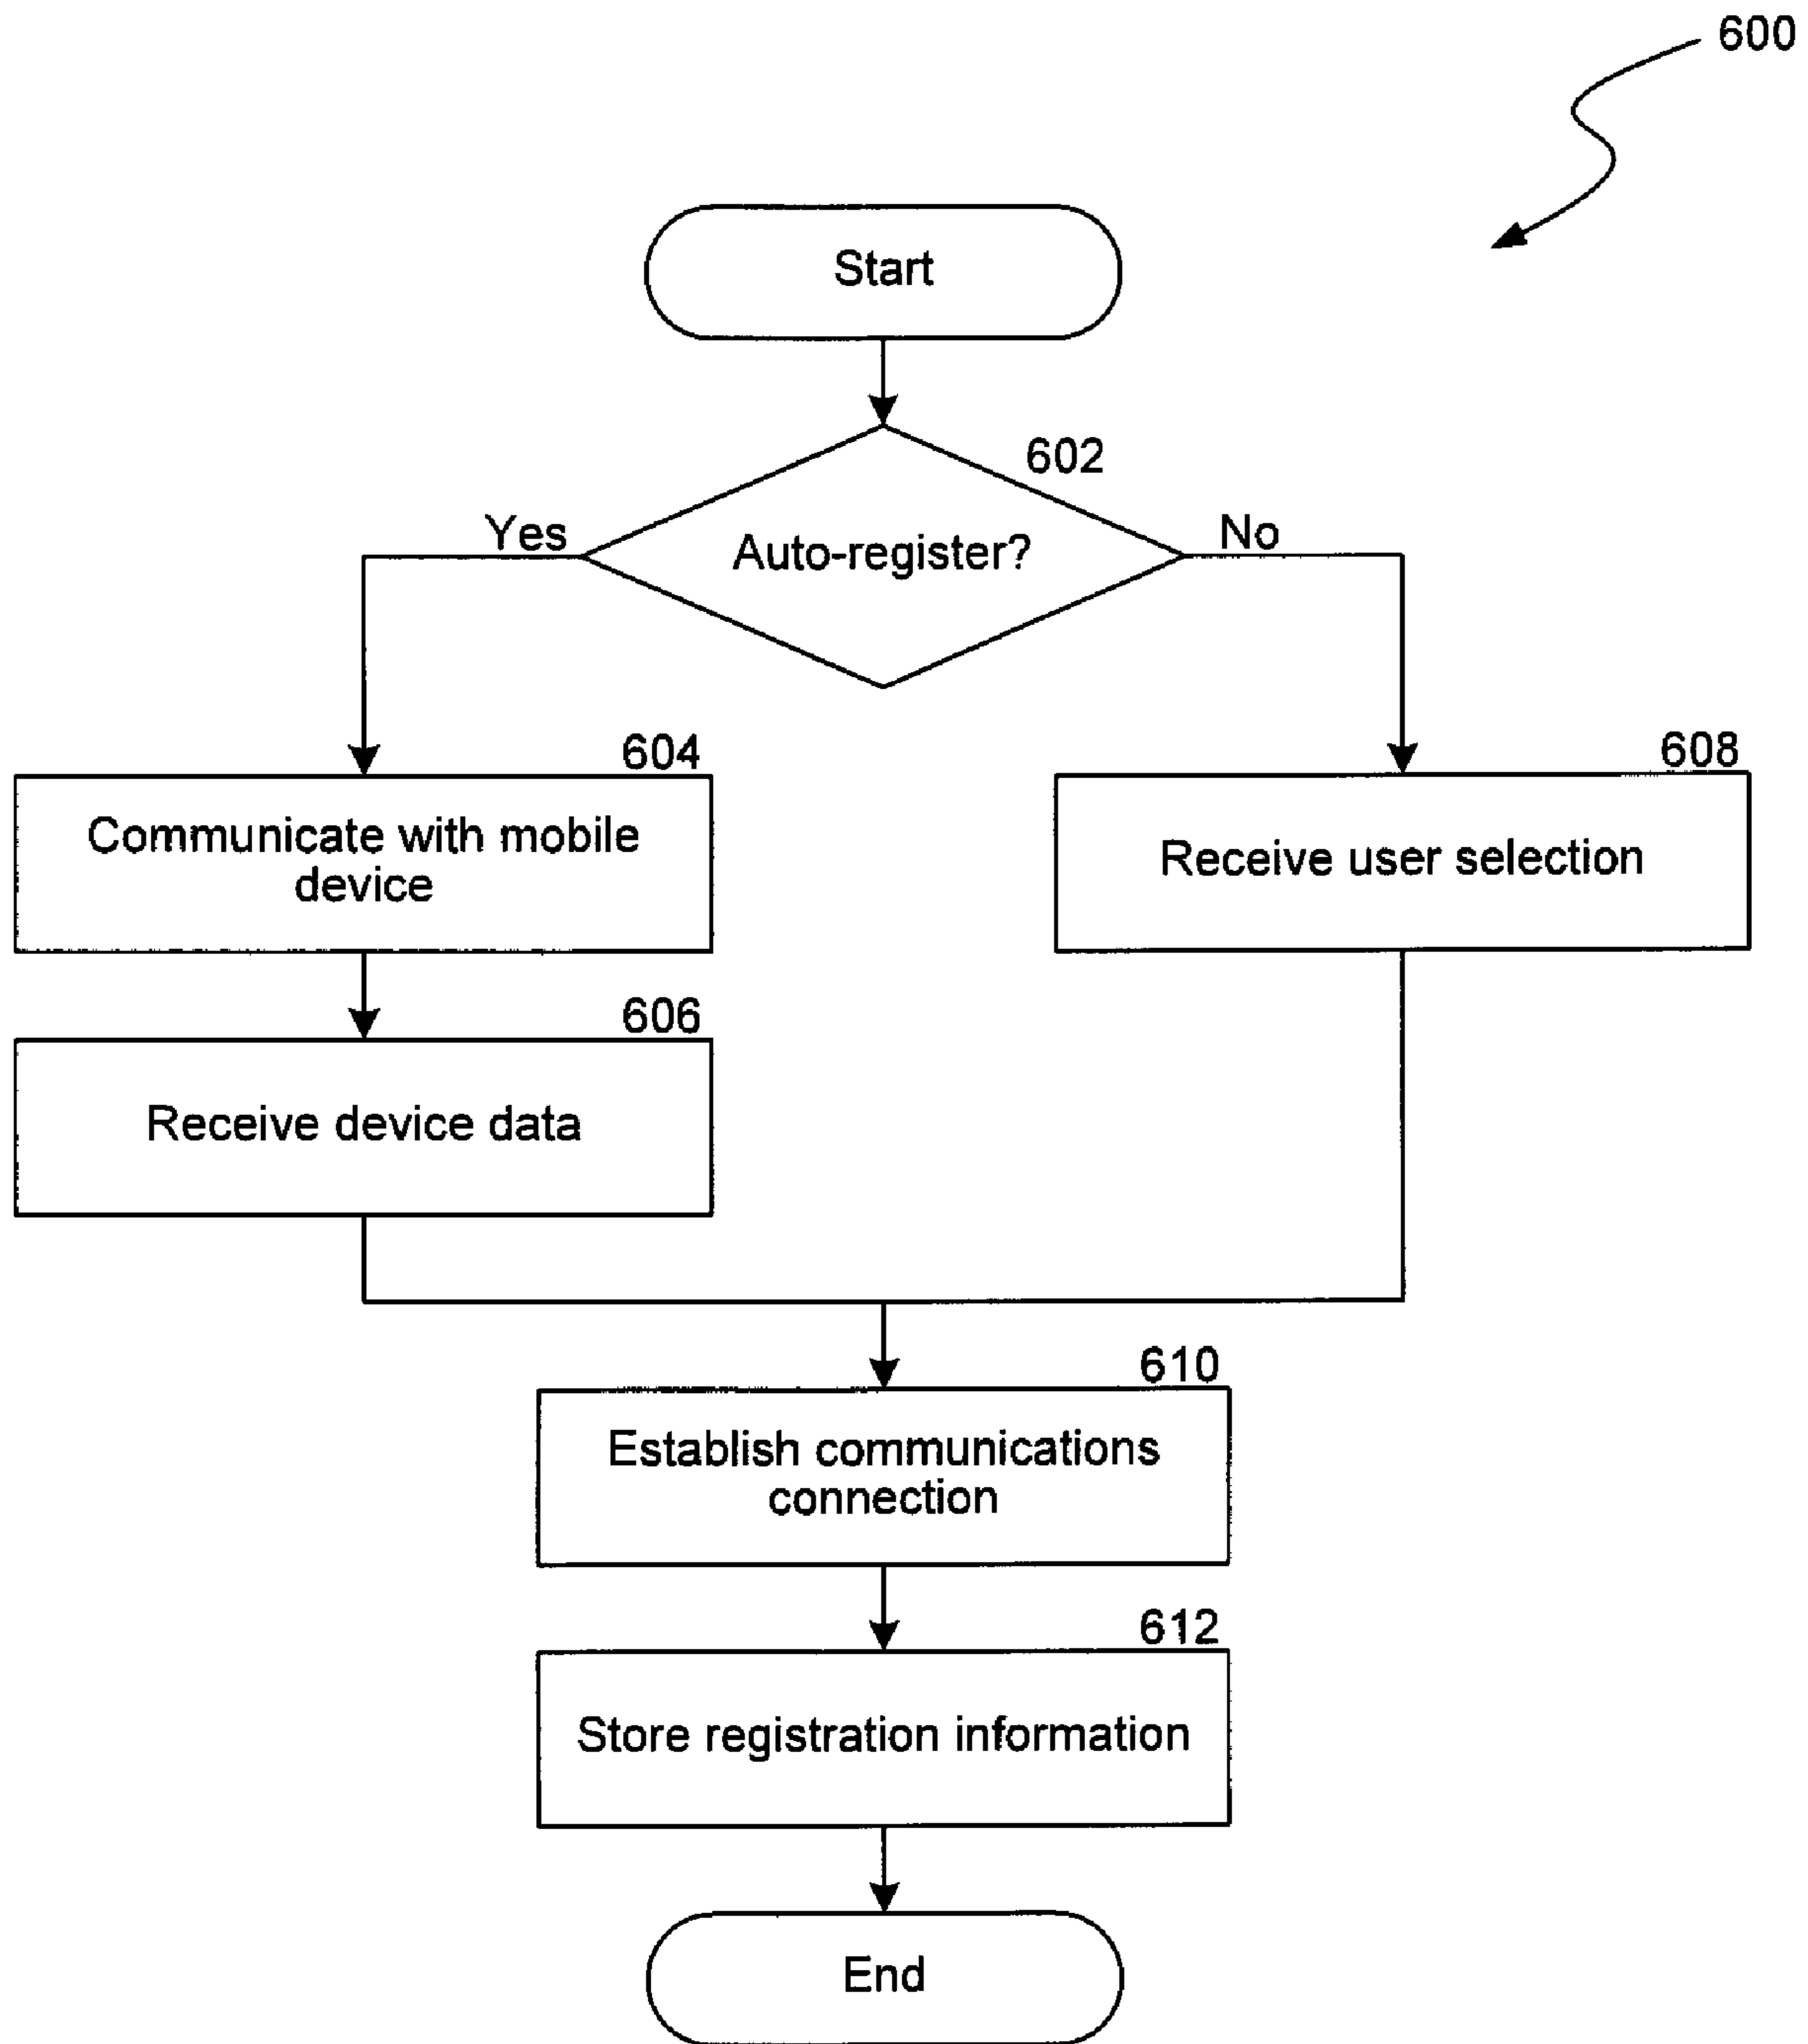 600
Start
602
Yes
Auto-register?
No
604
Communicate with mobile
device
608
Receive user selection
606
Receive device data
610
Establish communications
connection
612
Store registration information
End